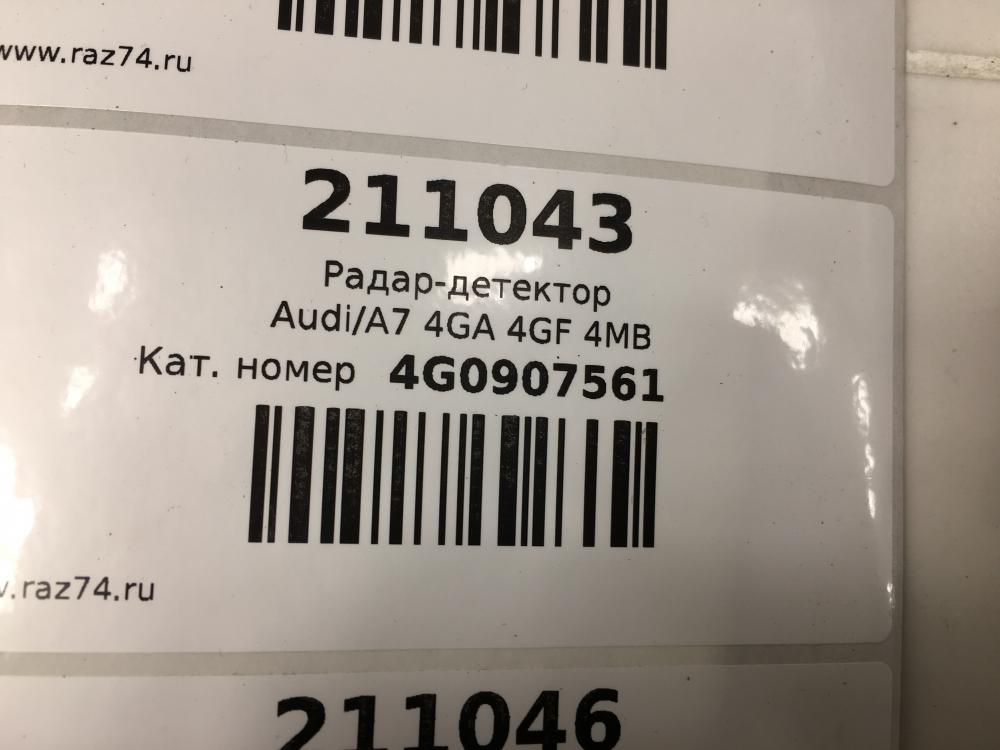 www.raz74.ru
211043
Радар-детектор
Audi/A7 4GA 4GF 4MB
Кат. номер 4G0907561
.raz74.ru
211046